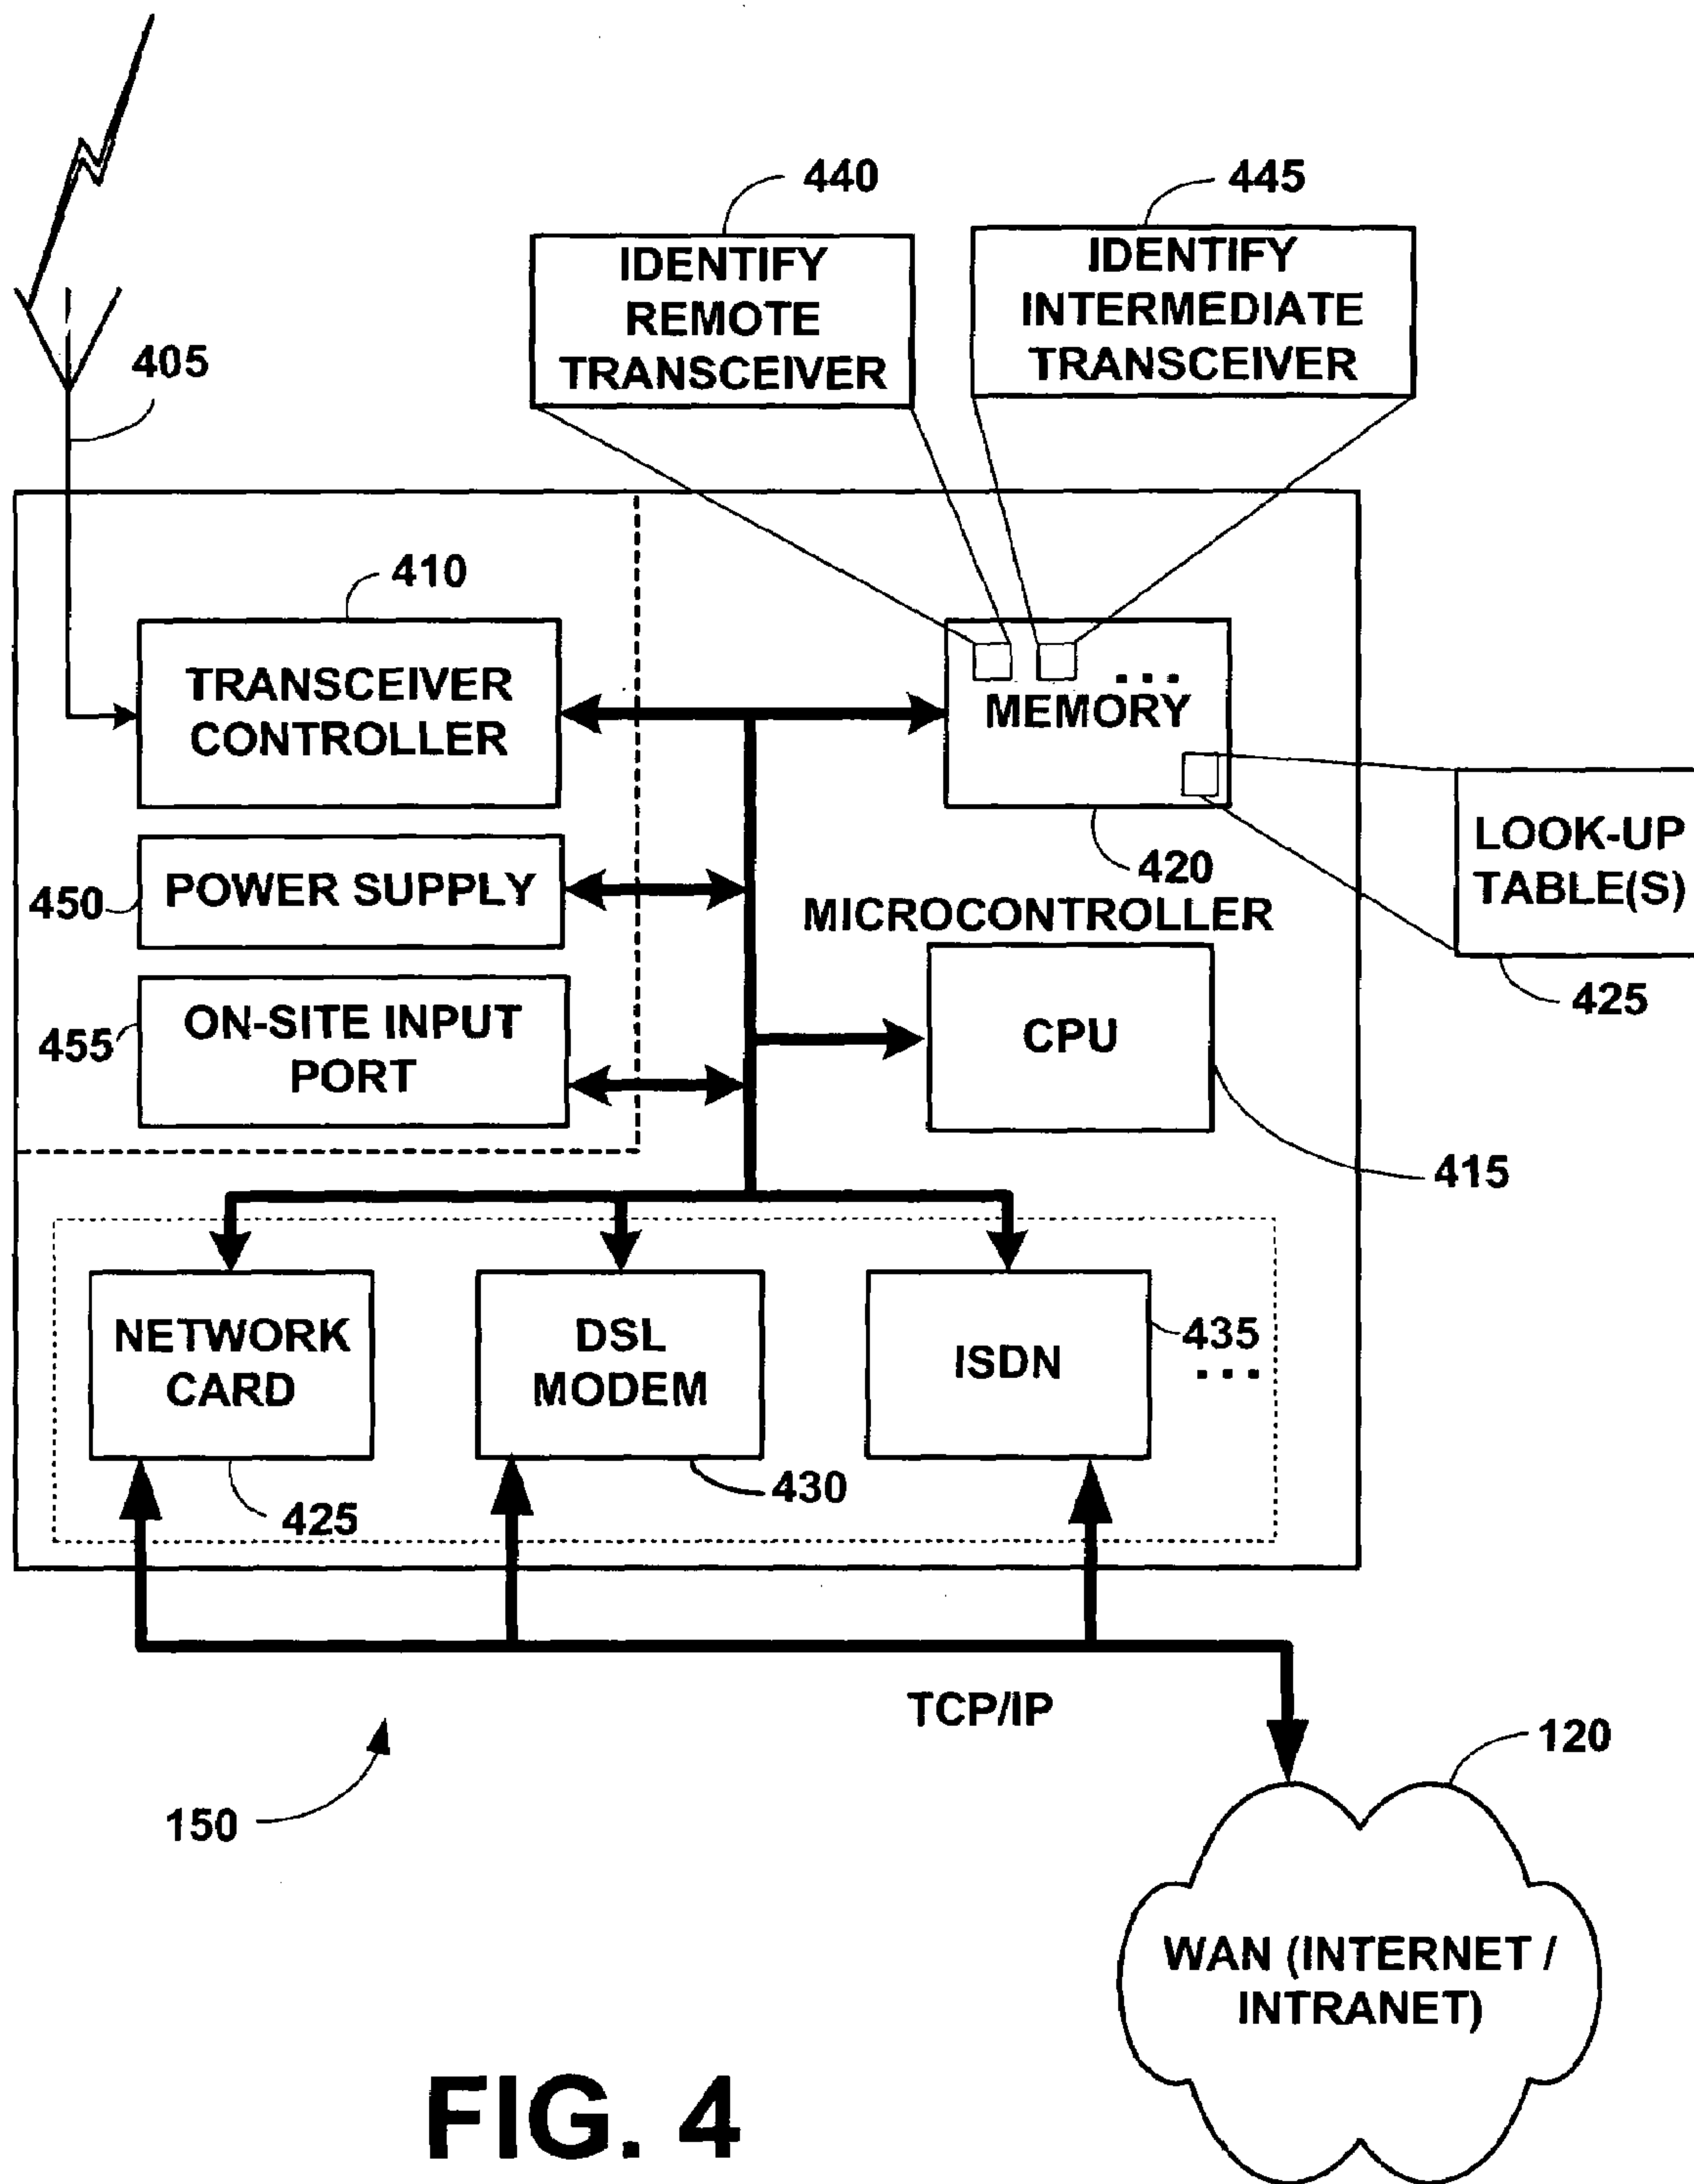 440
445
IDENTIFY
REMOTE
TRANSCEIVER
IDENTIFY
INTERMEDIATE
TRANSCEIVER
405
410
TRANSCEIVER
CONTROLLER
...
MEMORY
420
LOOK-UP
TABLE(S)
425
450
POWER SUPPLY
MICROCONTROLLER
455
ON-SITE INPUT
PORT
CPU
415
NETWORK
CARD
425
DSL
MODEM
430
ISDN
435
...
TCP/IP
150
120
WAN (INTERNET /
INTRANET)
FIG. 4